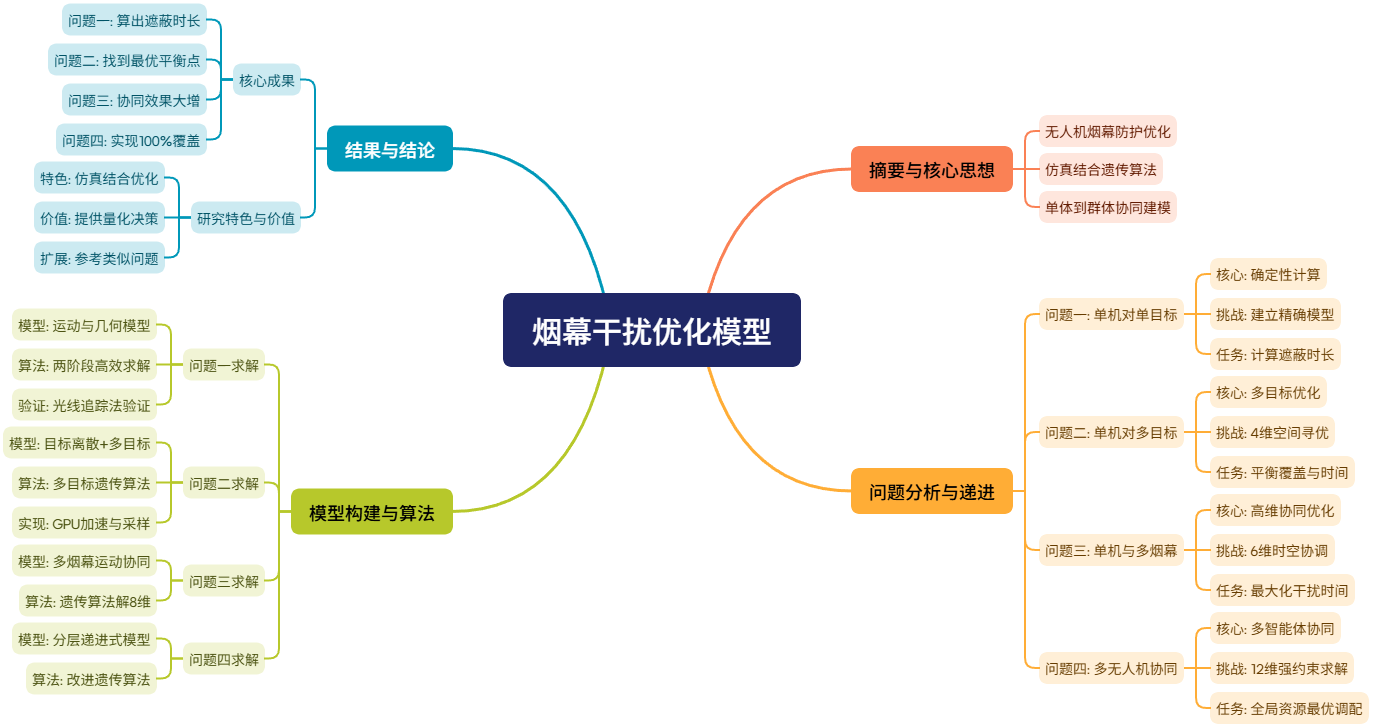 烟幕干扰优化模型
摘要与核心思想
无人机烟幕防护优化
仿真结合遗传算法
单体到群体协同建模
问题分析与递进
问题一: 单机对单目标
核心: 确定性计算
挑战: 建立精确模型
任务: 计算遮蔽时长
问题二: 单机对多目标
核心: 多目标优化
挑战: 4维空间寻优
任务: 平衡覆盖与时间
问题三: 单机与多烟幕
核心: 高维协同优化
挑战: 6维时空协调
任务: 最大化干扰时间
问题四: 多无人机协同
核心: 多智能体协同
挑战: 12维强约束求解
任务: 全局资源最优调配
模型构建与算法
问题一求解
模型: 运动与几何模型
算法: 两阶段高效求解
验证: 光线追踪法验证
问题二求解
模型: 目标离散+多目标
算法: 多目标遗传算法
实现: GPU加速与采样
问题三求解
模型: 多烟幕运动协同
算法: 遗传算法解8维
问题四求解
模型: 分层递进式模型
算法: 改进遗传算法
结果与结论
核心成果
问题一: 算出遮蔽时长
问题二: 找到最优平衡点
问题三: 协同效果大增
问题四: 实现100%覆盖
研究特色与价值
特色: 仿真结合优化
价值: 提供量化决策
扩展: 参考类似问题